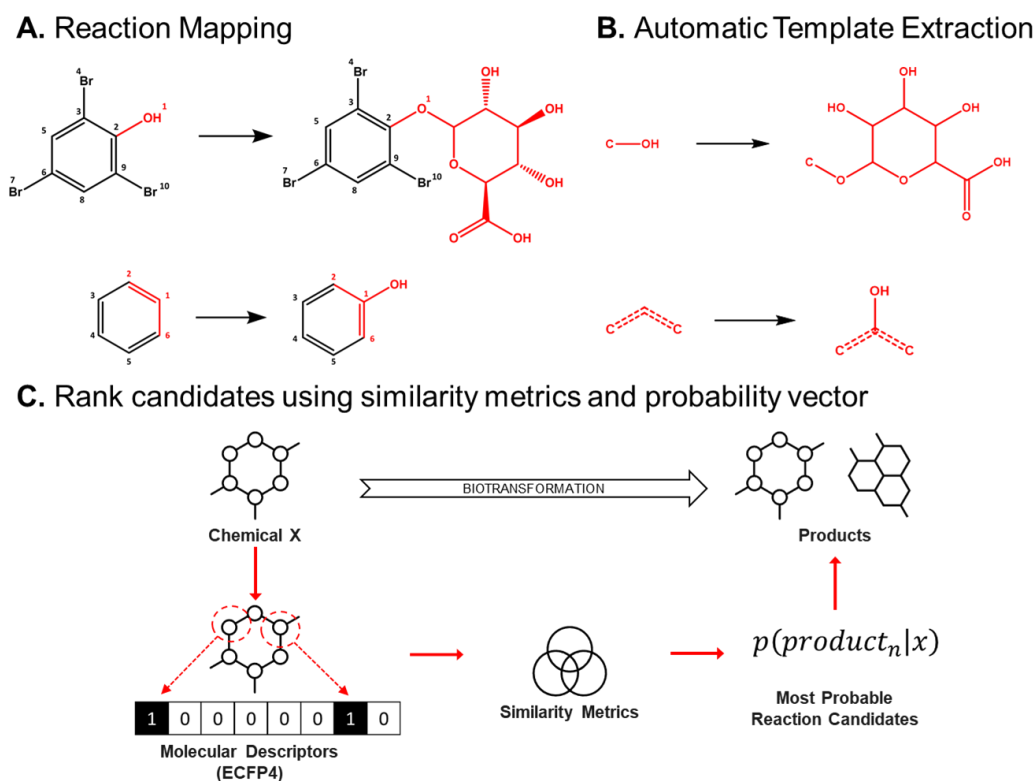 A. Reaction Mapping
B. Automatic Template Extraction
4
Br
3
5
2
OH
1
6
9
7
Br
8
Br
10
4
Br
3
5
2
O
1
6
9
7
Br
8
Br
10
OH
OH
O
OH
O
OH
C
OH
OH
HO
OH
C
O
O
OH
O
2
3
1
4
6
5
2
OH
3
1
4
6
5
C
C
OH
C
C
C. Rank candidates using similarity metrics and probability vector
BIOTRANSFORMATION
Chemical X
Products
p(product_n|x)
1 0 0 0 0 0 1 0
Similarity Metrics
Most Probable
Reaction Candidates
Molecular Descriptors
(ECFP4)